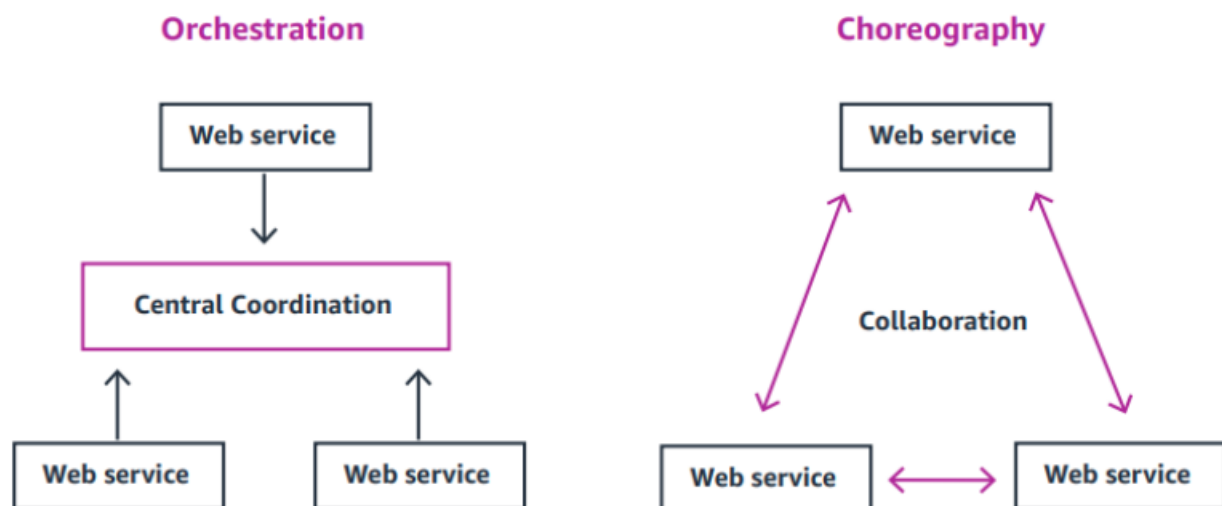 Orchestration
Web service
Central Coordination
Web service
Web service
Choreography
Web service
Collaboration
Web service
Web service